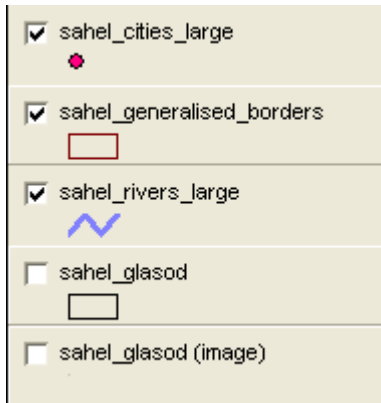 sahel_cities_large
sahel_generalised_borders
sahel_rivers_large
sahel_glasod
sahel_glasod (image)